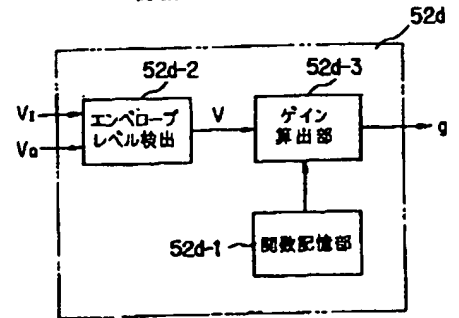 52d
52d-2
52d-3
VI
エンベロープ
レベル検出
V
ゲイン
算出部
g
VQ
52d-1
関数記憶部